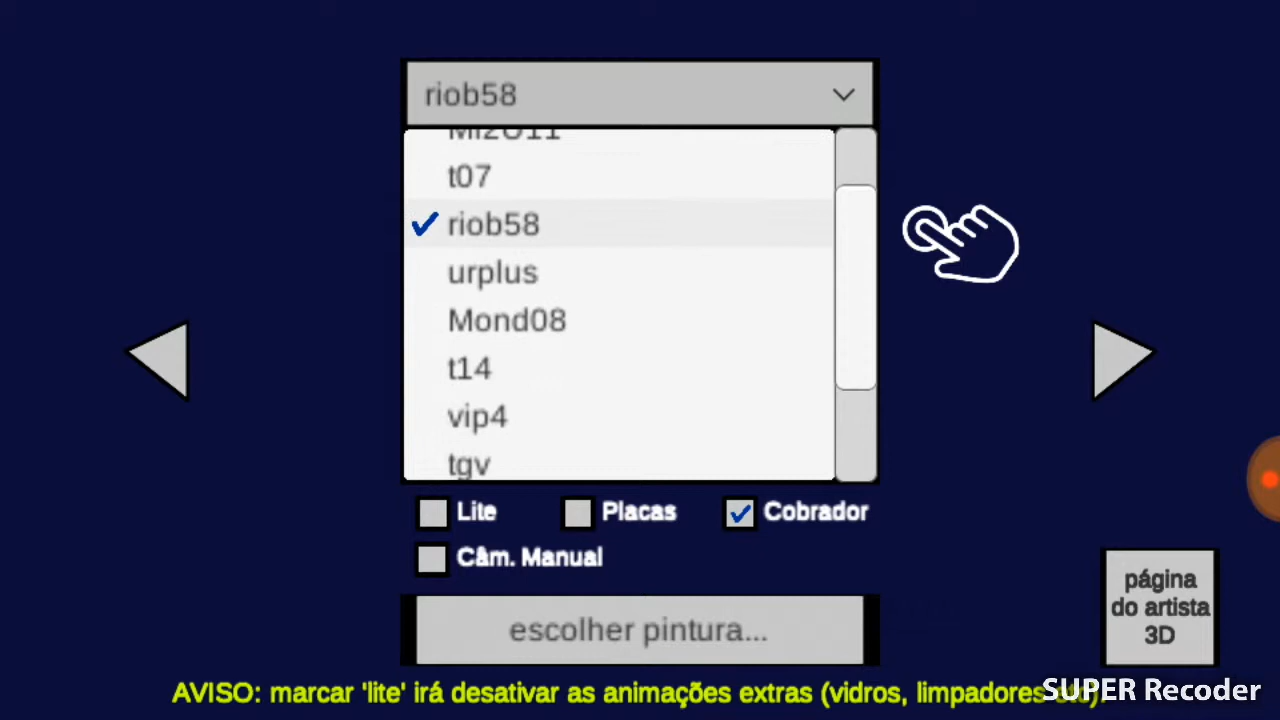 riob58
t07
riob58
urplus
Mond08
t14
vip4
tgv
Lite
Placas
Cobrador
Câm. Manual
página
do artista
3D
escolher pintura...
AVISO: marcar 'lite' irá desativar as animações extras (vidros, limpadores
SUPER Recoder